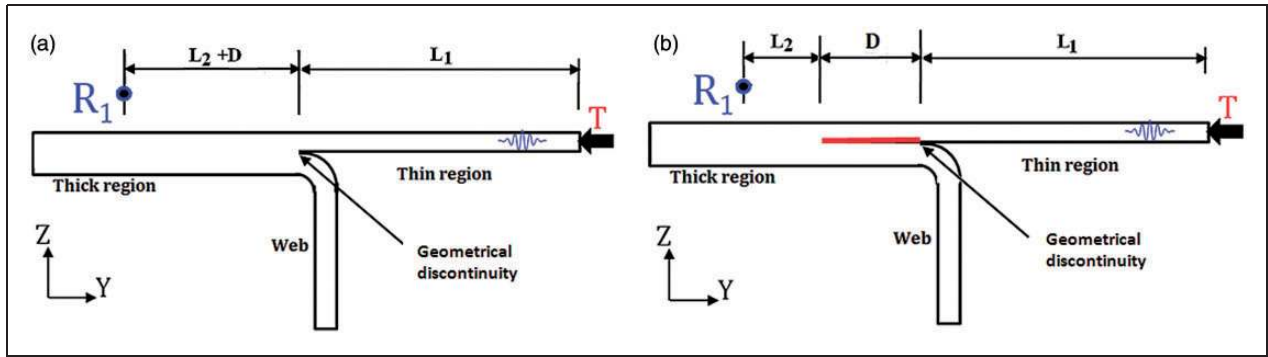 (a)
L₂ +D
L₁
R₁
T
Thick region
Thin region
Web
Geometrical
discontinuity
Z
Y
(b)
L₂
D
L₁
R₁
T
Thick region
Thin region
Web
Geometrical
discontinuity
Z
Y